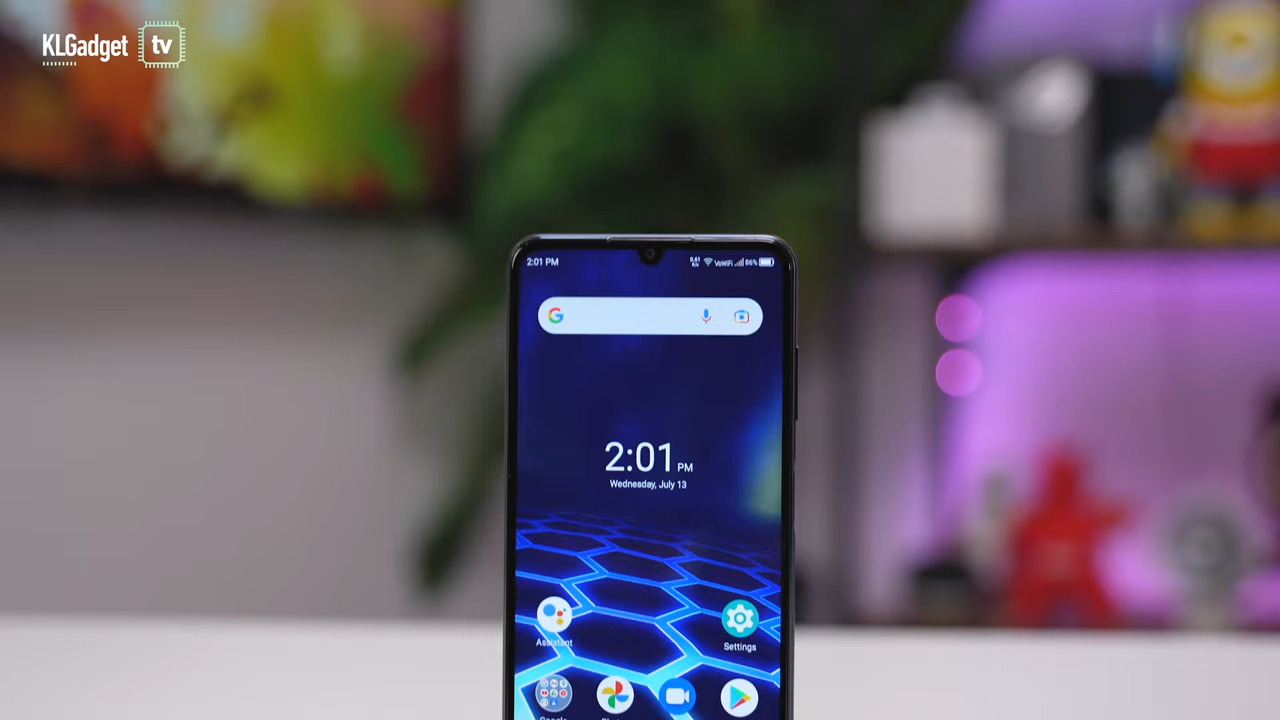 KLGadget tv
2:01 PM
VoWiFi 86%
2:01 PM
Wednesday, July 13
Assistant
Settings